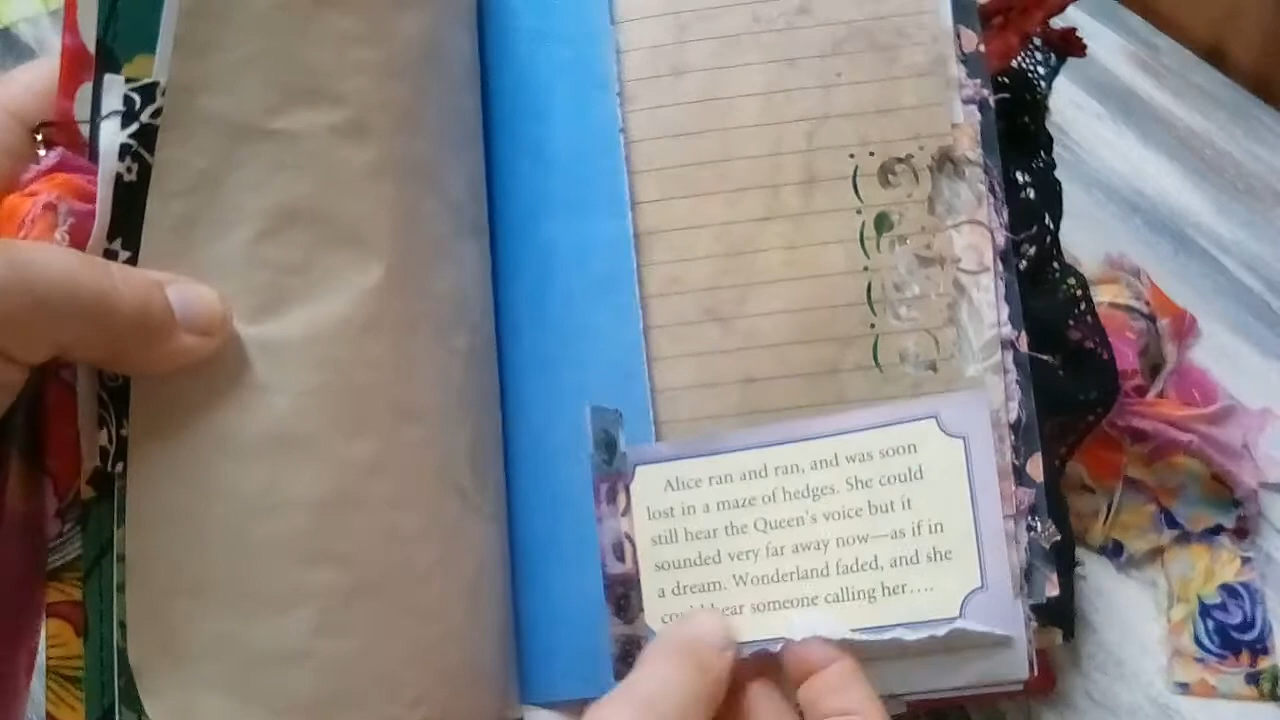 Alice ran and ran, and was soon
lost in a maze of hedges. She could
still hear the Queen's voice but it
sounded very far away now—as if in
a dream. Wonderland faded, and she
hear someone calling her....